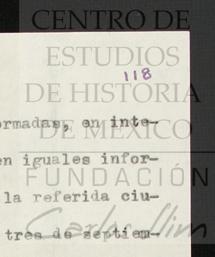 CENTRO DE
ESTUDIOS
118
DE HISTORIA
ormadas, en inte-
DE MEXICO
en iguales infor-
FUNDACIÓN
la referida ciu-
Carlos Slim
tres de septiem-